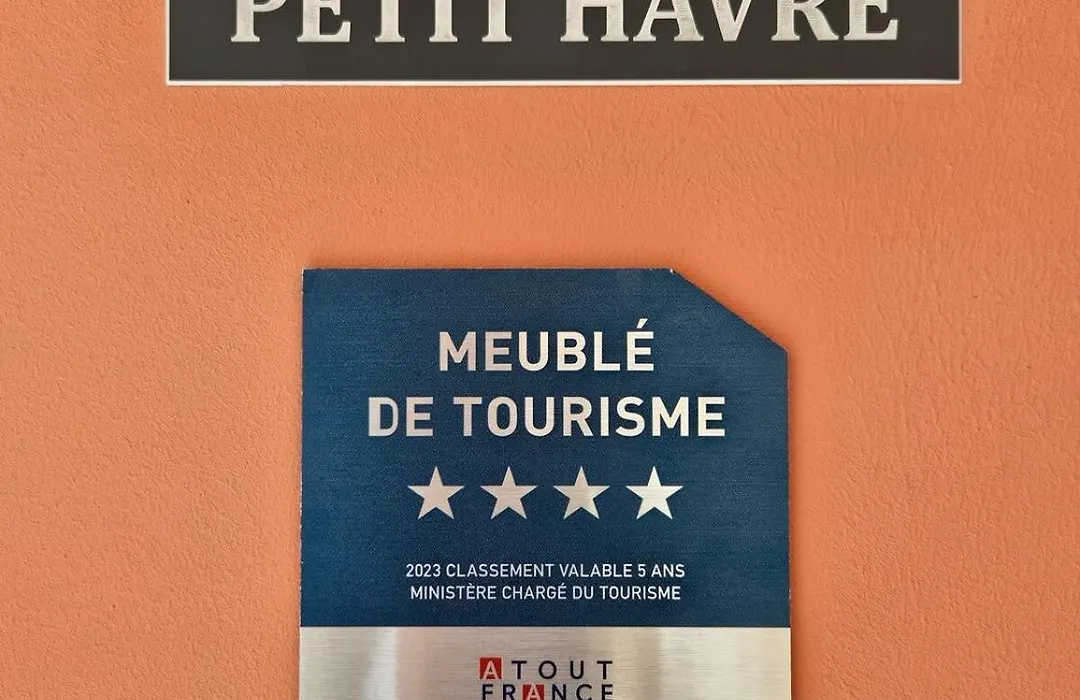 PETIT HAVRE
MEUBLÉ
DE TOURISME
2023 CLASSEMENT VALABLE 5 ANS
MINISTÈRE CHARGÉ DU TOURISME
ATOUT
FRANCE